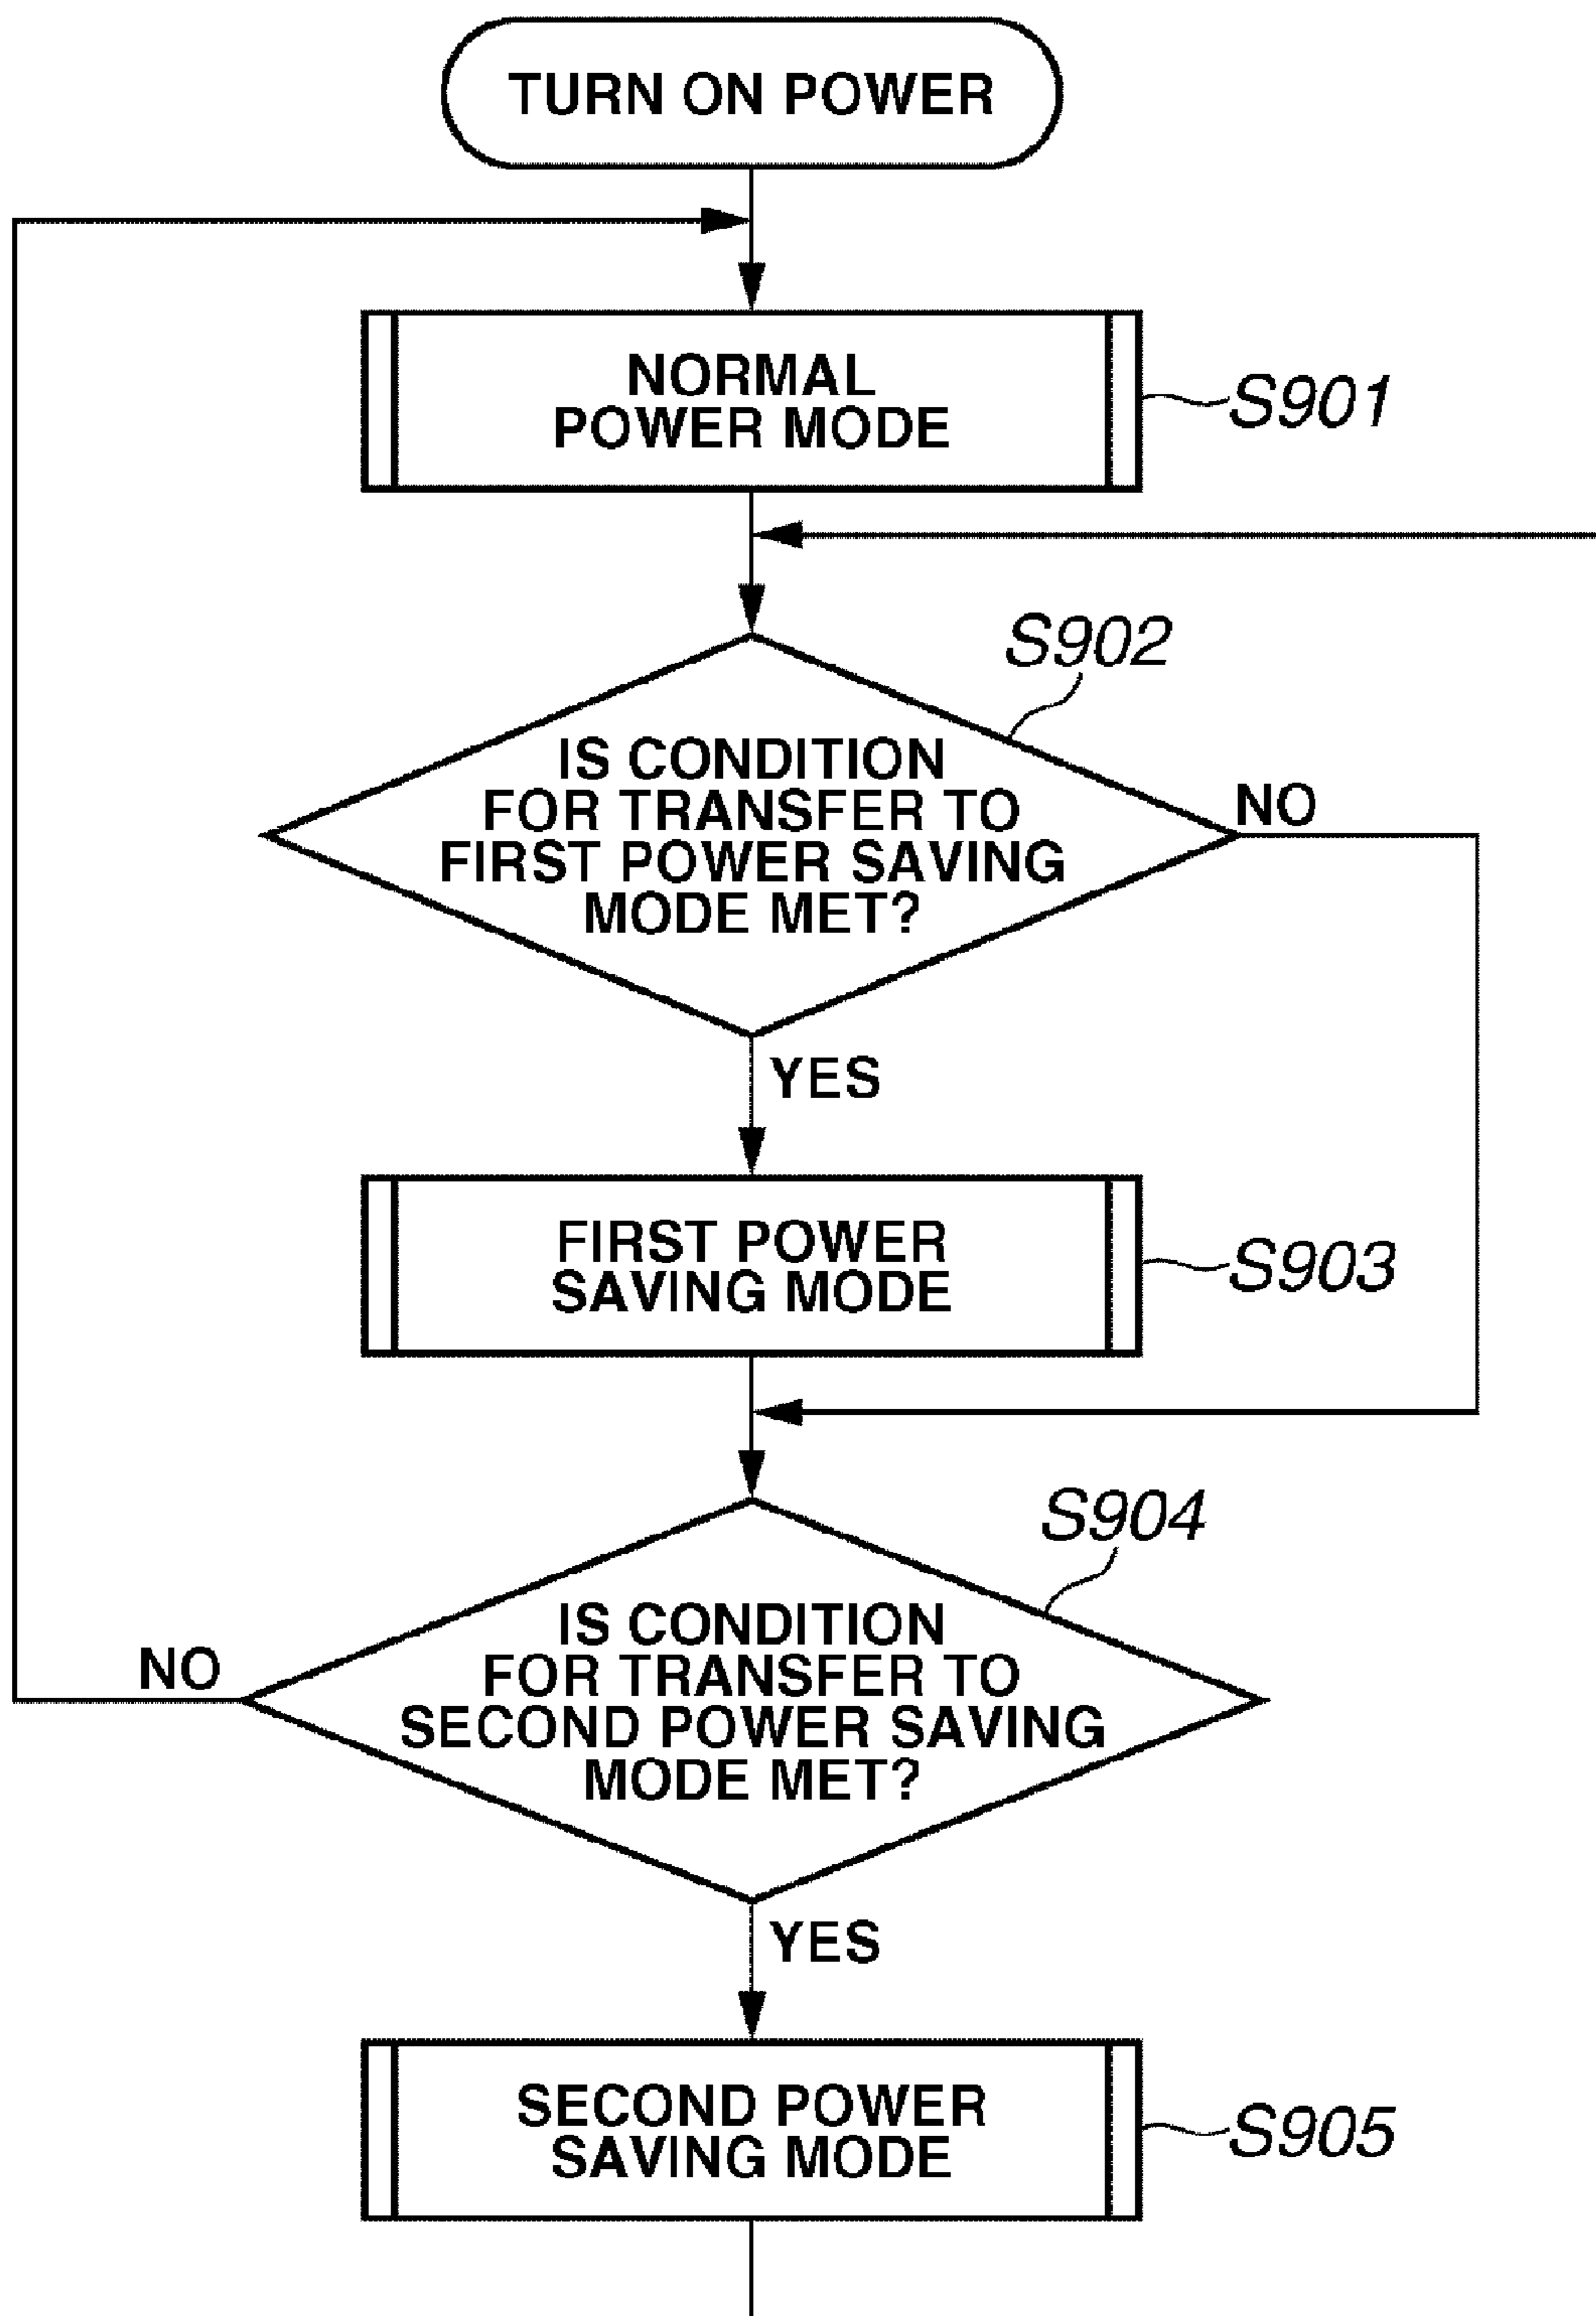 TURN ON POWER
NORMAL
POWER MODE
S901
S902
IS CONDITION
FOR TRANSFER TO
FIRST POWER SAVING
MODE MET?
NO
YES
FIRST POWER
SAVING MODE
S903
S904
IS CONDITION
FOR TRANSFER TO
SECOND POWER SAVING
MODE MET?
NO
YES
SECOND POWER
SAVING MODE
S905